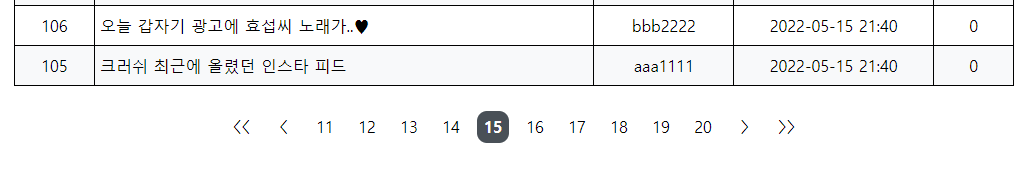 106 오늘 갑자기 광고에 효섭씨 노래가..♥ bbb2222 2022-05-15 21:40 0
105 크러쉬 최근에 올렸던 인스타 피드 aaa1111 2022-05-15 21:40 0
<< < 11 12 13 14 15 16 17 18 19 20 > >>